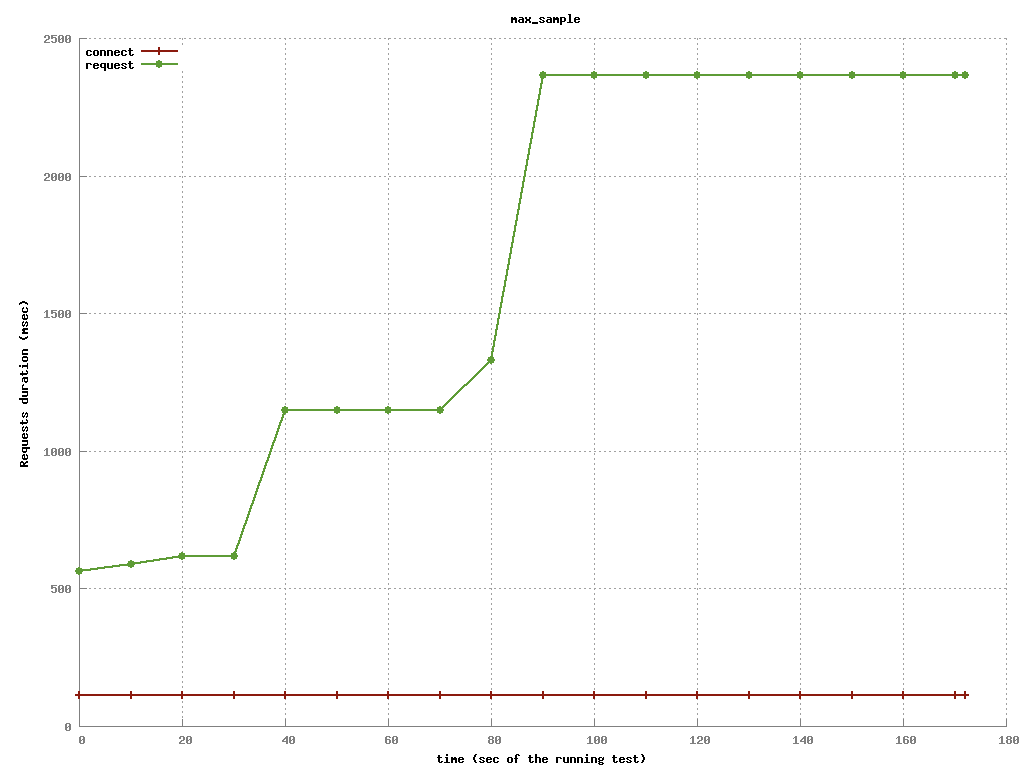 max_sample
connect
request
2500
2000
1500
1000
500
0
Requests duration (msec)
0 20 40 60 80 100 120 140 160 180
time (sec of the running test)